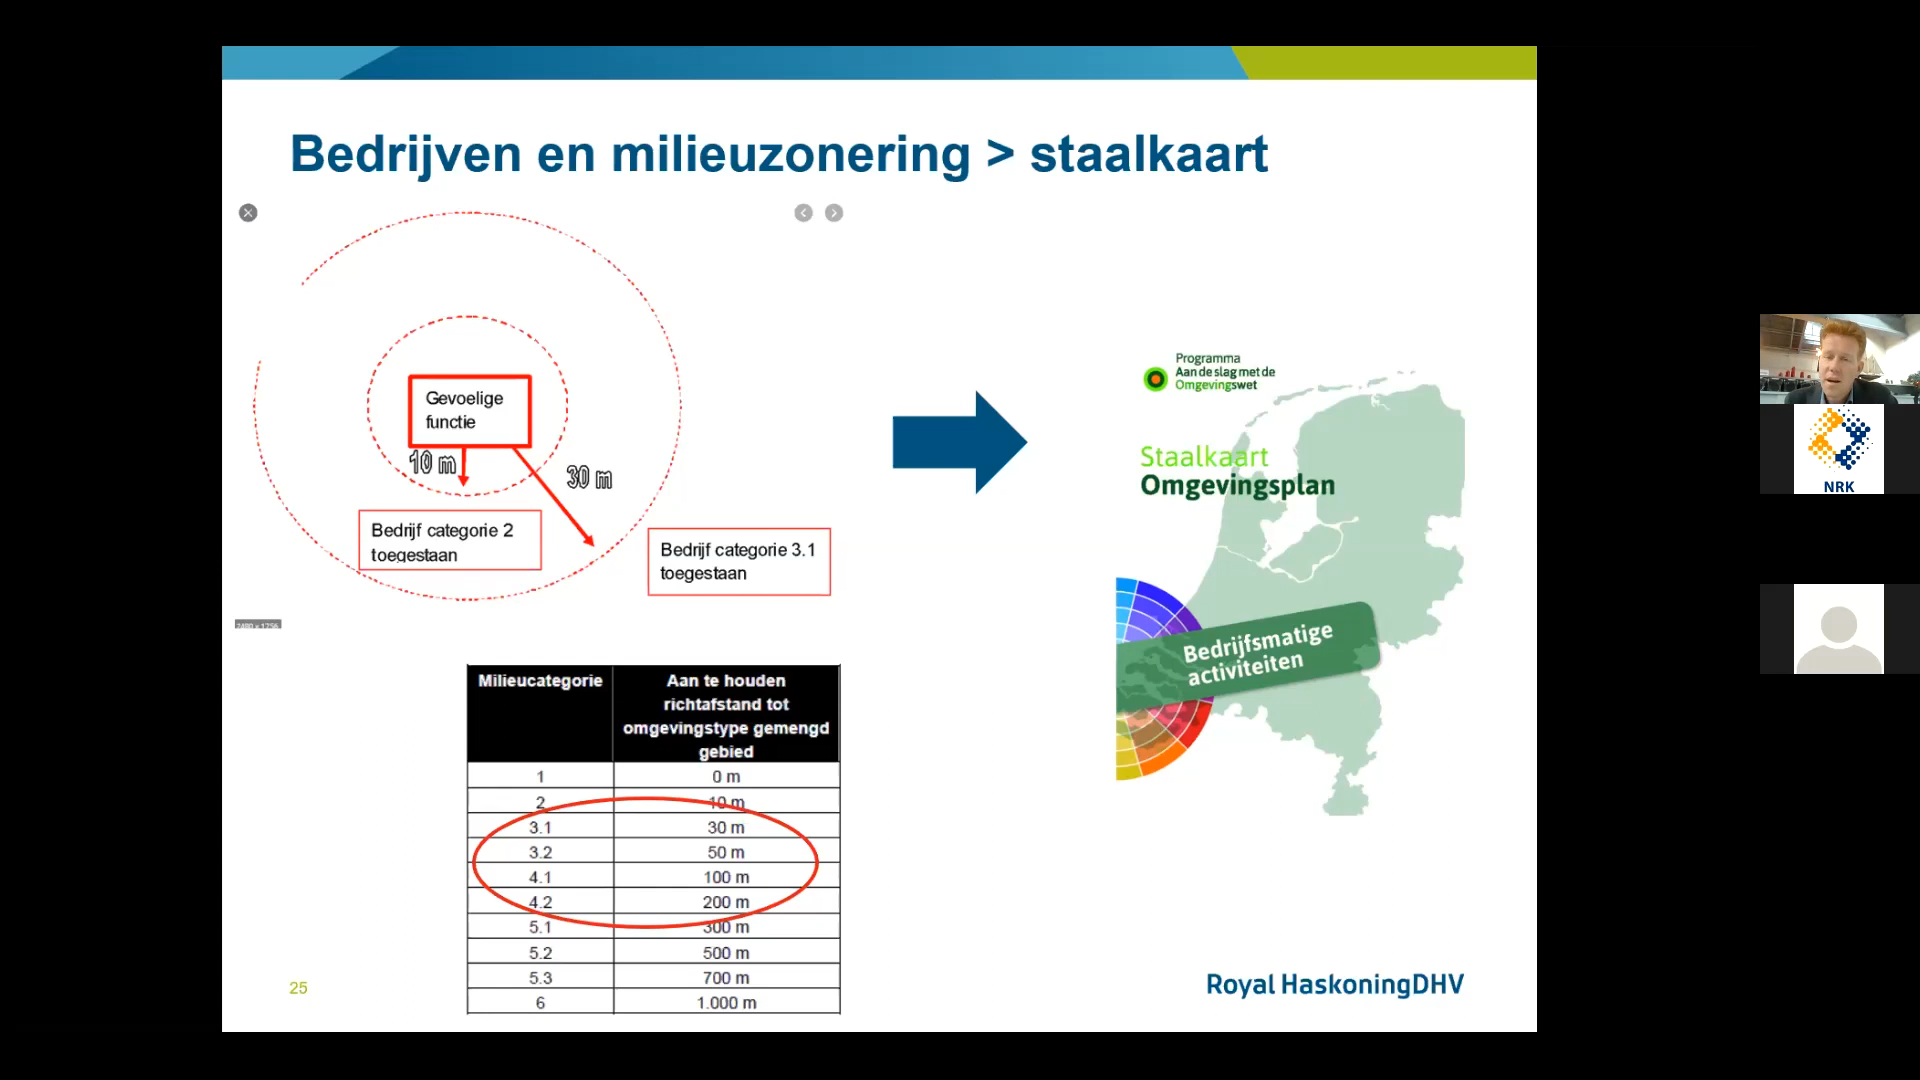 Bedrijven en milieuzonering > staalkaart
Gevoelige
functie
10 m
30 m
Bedrijf categorie 2
toegestaan
Bedrijf categorie 3.1
toegestaan
2480 x 1756
Milieucategorie
Aan te houden
richtafstand tot
omgevingstype gemengd
gebied
1 0 m
2 10 m
3.1 30 m
3.2 50 m
4.1 100 m
4.2 200 m
5.1 300 m
5.2 500 m
5.3 700 m
6 1.000 m
Programma
Aan de slag met de
Omgevingswet
Staalkaart
Omgevingsplan
Bedrijfsmatige
activiteiten
25
Royal HaskoningDHV
NRK